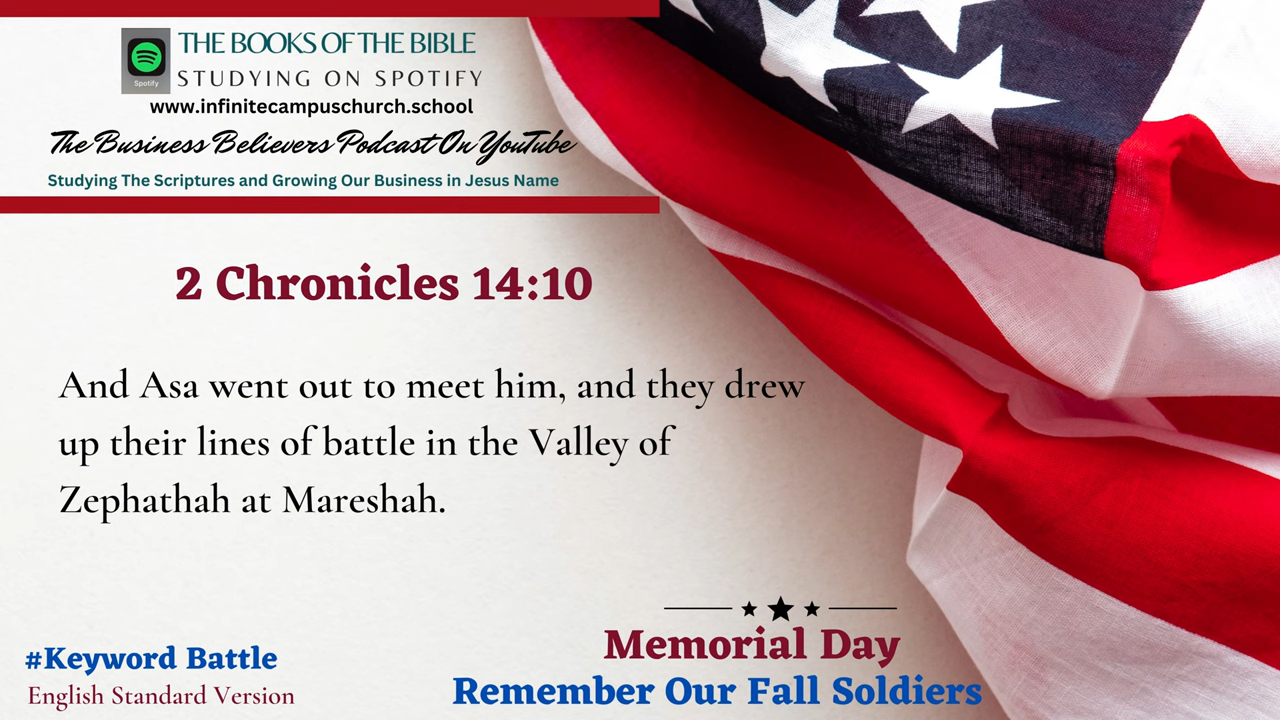 THE BOOKS OF THE BIBLE
Spotify
STUDYING ON SPOTIFY
www.infinitecampuschurch.school
The Business Believers Podcast On YouTube
Studying The Scriptures and Growing Our Business in Jesus Name
2 Chronicles 14:10
And Asa went out to meet him, and they drew
up their lines of battle in the Valley of
Zephathah at Mareshah.
Memorial Day
#Keyword Battle
Remember Our Fall Soldiers
English Standard Version